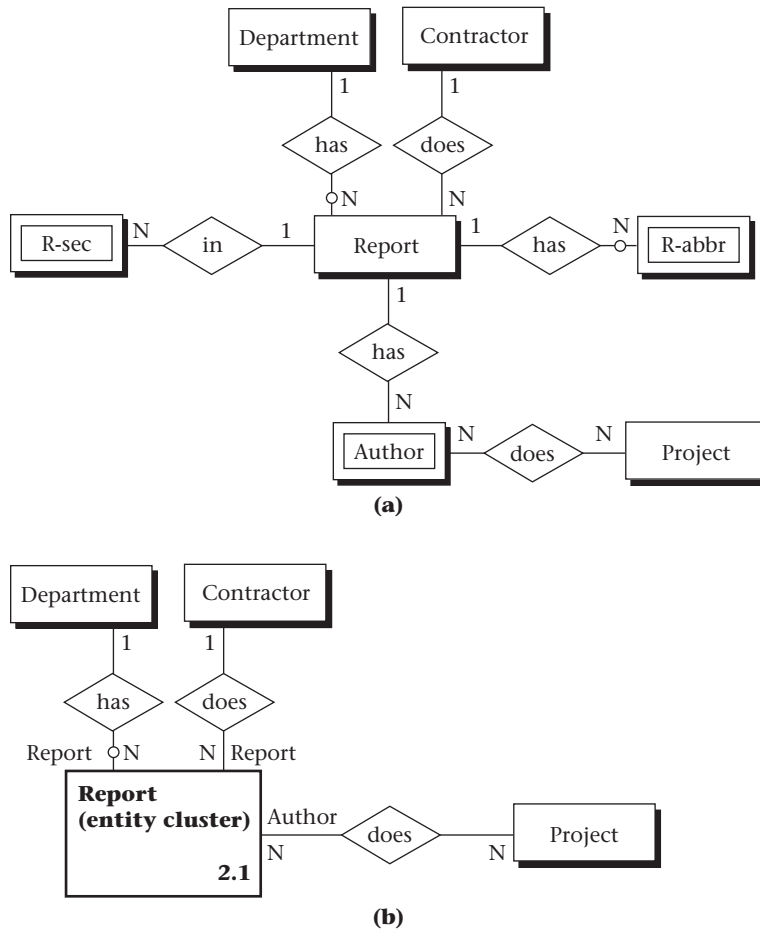 Department
Contractor
1
1
has
does
N
N
R-sec
N
in
1
Report
1
has
N
R-abbr
1
has
N
Author
N
does
N
Project
(a)
Department
Contractor
1
1
has
does
Report
N
N
Report
Report
(entity cluster)
2.1
Author
N
does
N
Project
(b)